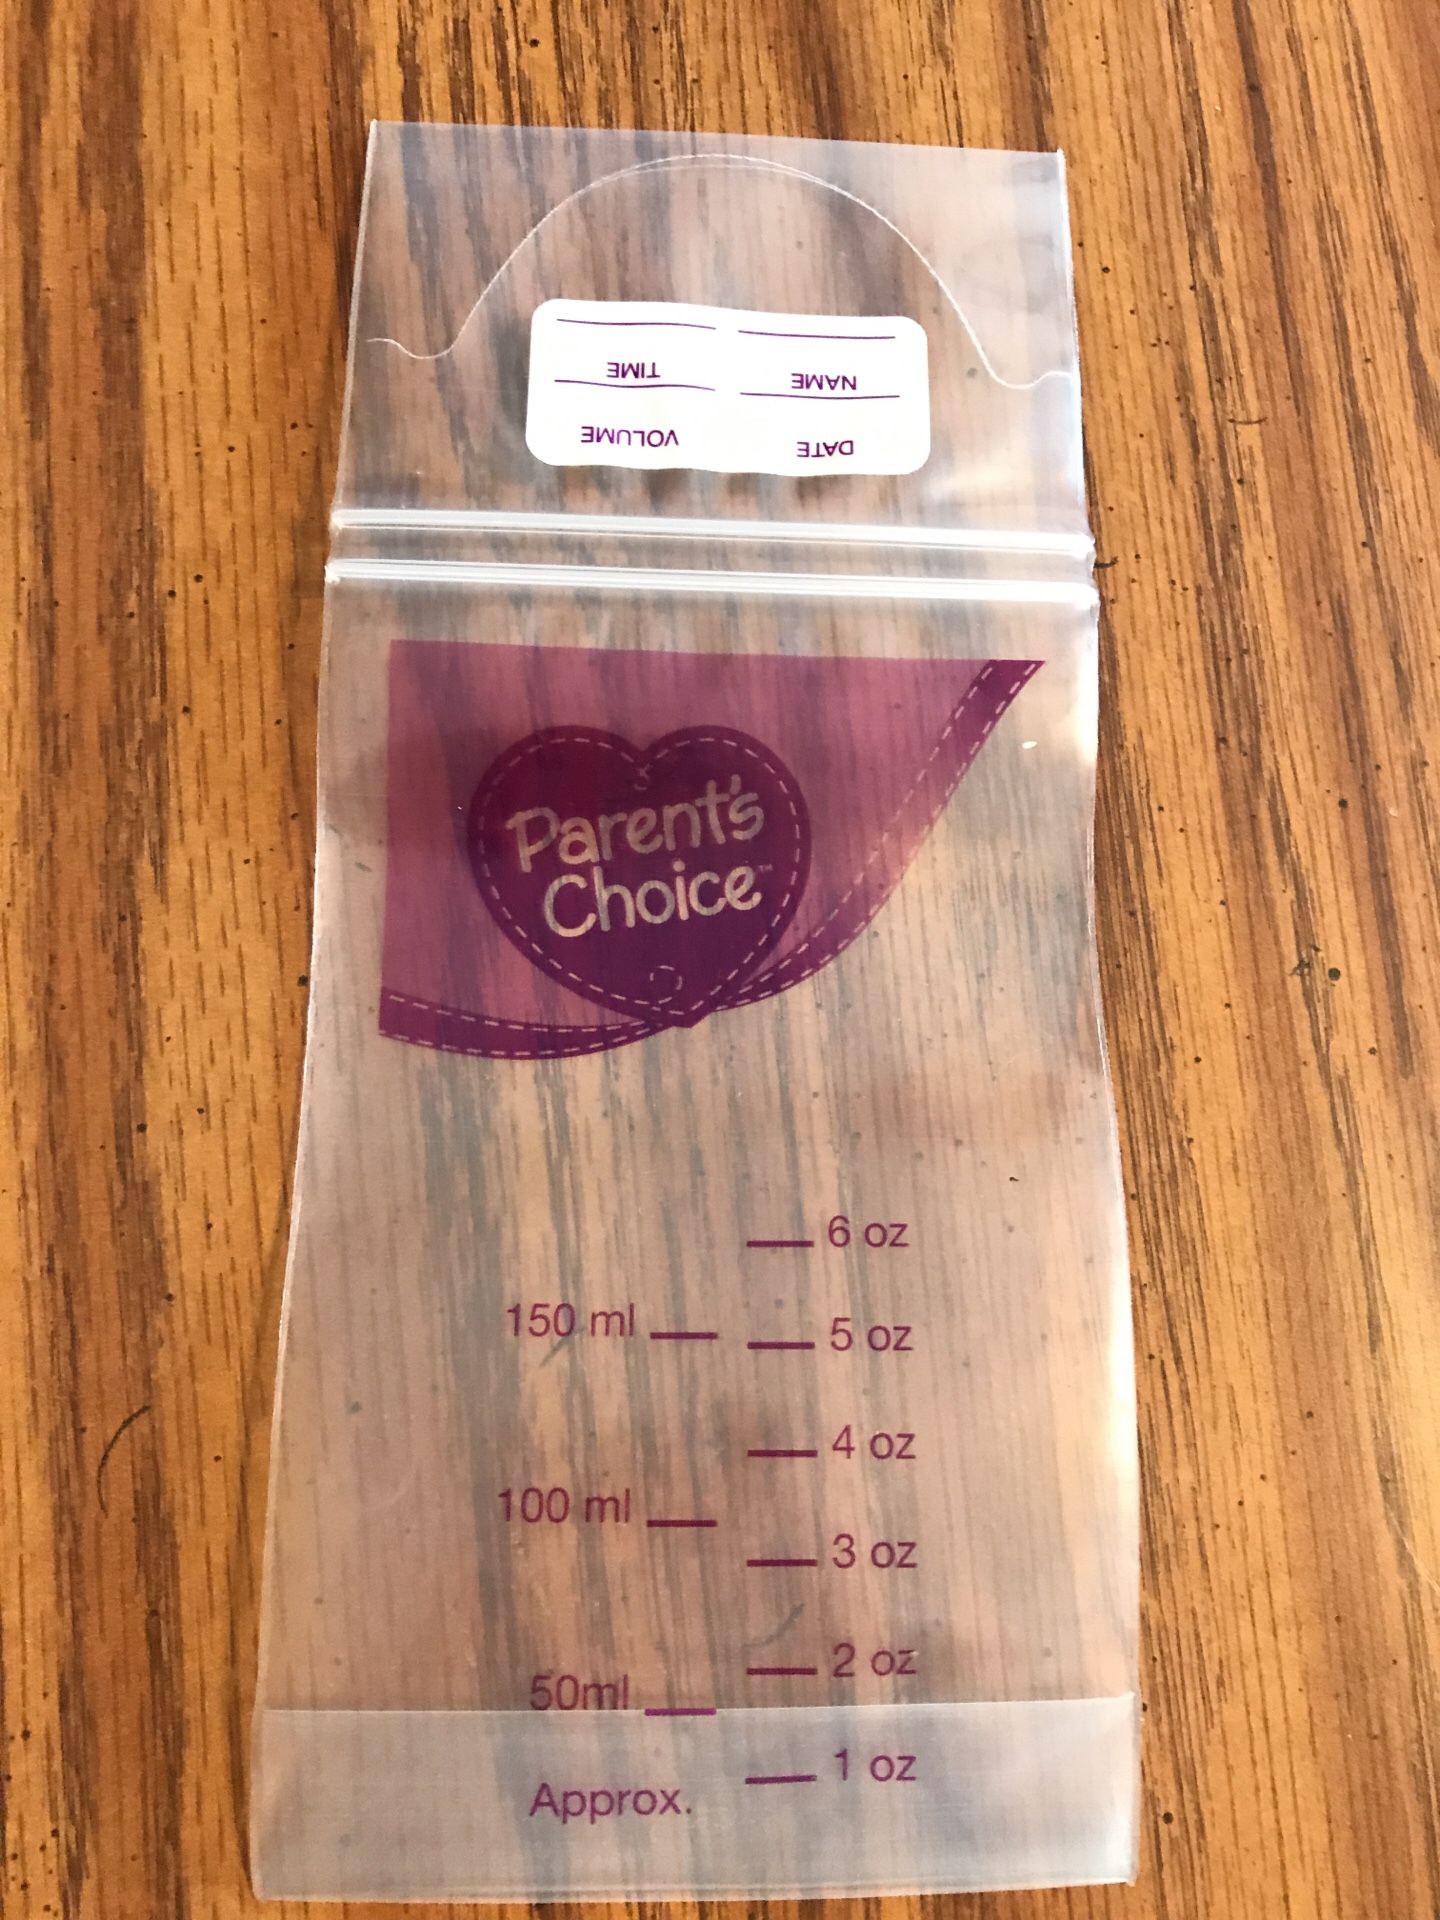 DATE NAME
VOLUME TIME
Parent's
Choice™
6 oz
150 ml 5 oz
4 oz
100 ml
3 oz
2 oz
50ml
1 oz
Approx.